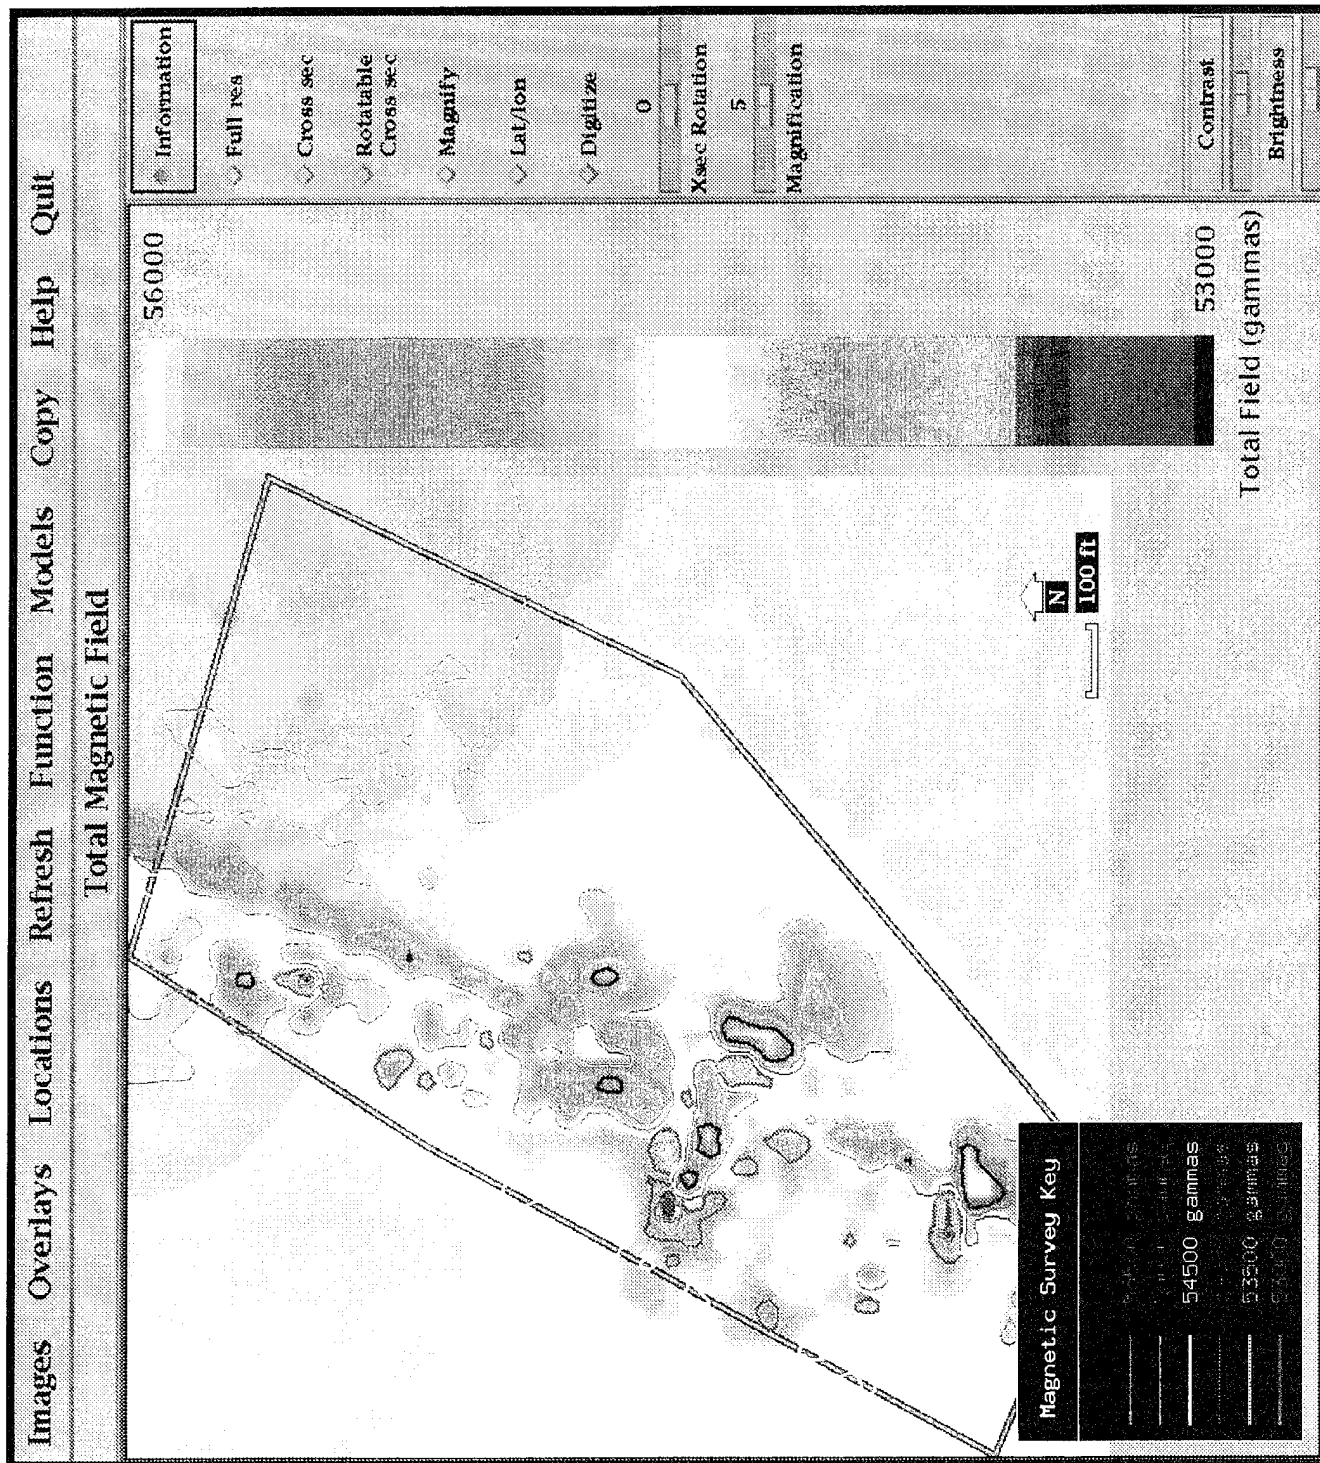 Images Overlays Locations Refresh Function Models Copy Help Quit
Total Magnetic Field
Information
Full res
Cross sec
Rotatable
Cross sec
Magnify
Lat/lon
Digitize
0
Xsec Rotation
5
Magnification
Contrast
Brightness
56000
53000
Total Field (gammas)
N
100 ft
Magnetic Survey Key
54500 gammas
53500 gammas